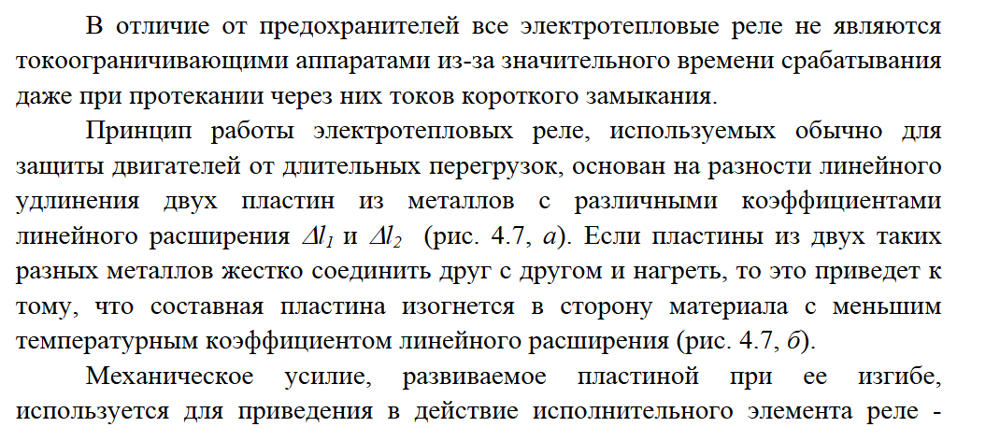 В отличие от предохранителей все электротепловые реле не являются
токоограничивающими аппаратами из-за значительного времени срабатывания
даже при протекании через них токов короткого замыкания.
Принцип работы электротепловых реле, используемых обычно для
защиты двигателей от длительных перегрузок, основан на разности линейного
удлинения двух пластин из металлов с различными коэффициентами
линейного расширения Δl₁ и Δl₂ (рис. 4.7, а). Если пластины из двух таких
разных металлов жестко соединить друг с другом и нагреть, то это приведет к
тому, что составная пластина изогнется в сторону материала с меньшим
температурным коэффициентом линейного расширения (рис. 4.7, б).
Механическое усилие, развиваемое пластиной при ее изгибе,
используется для приведения в действие исполнительного элемента реле -